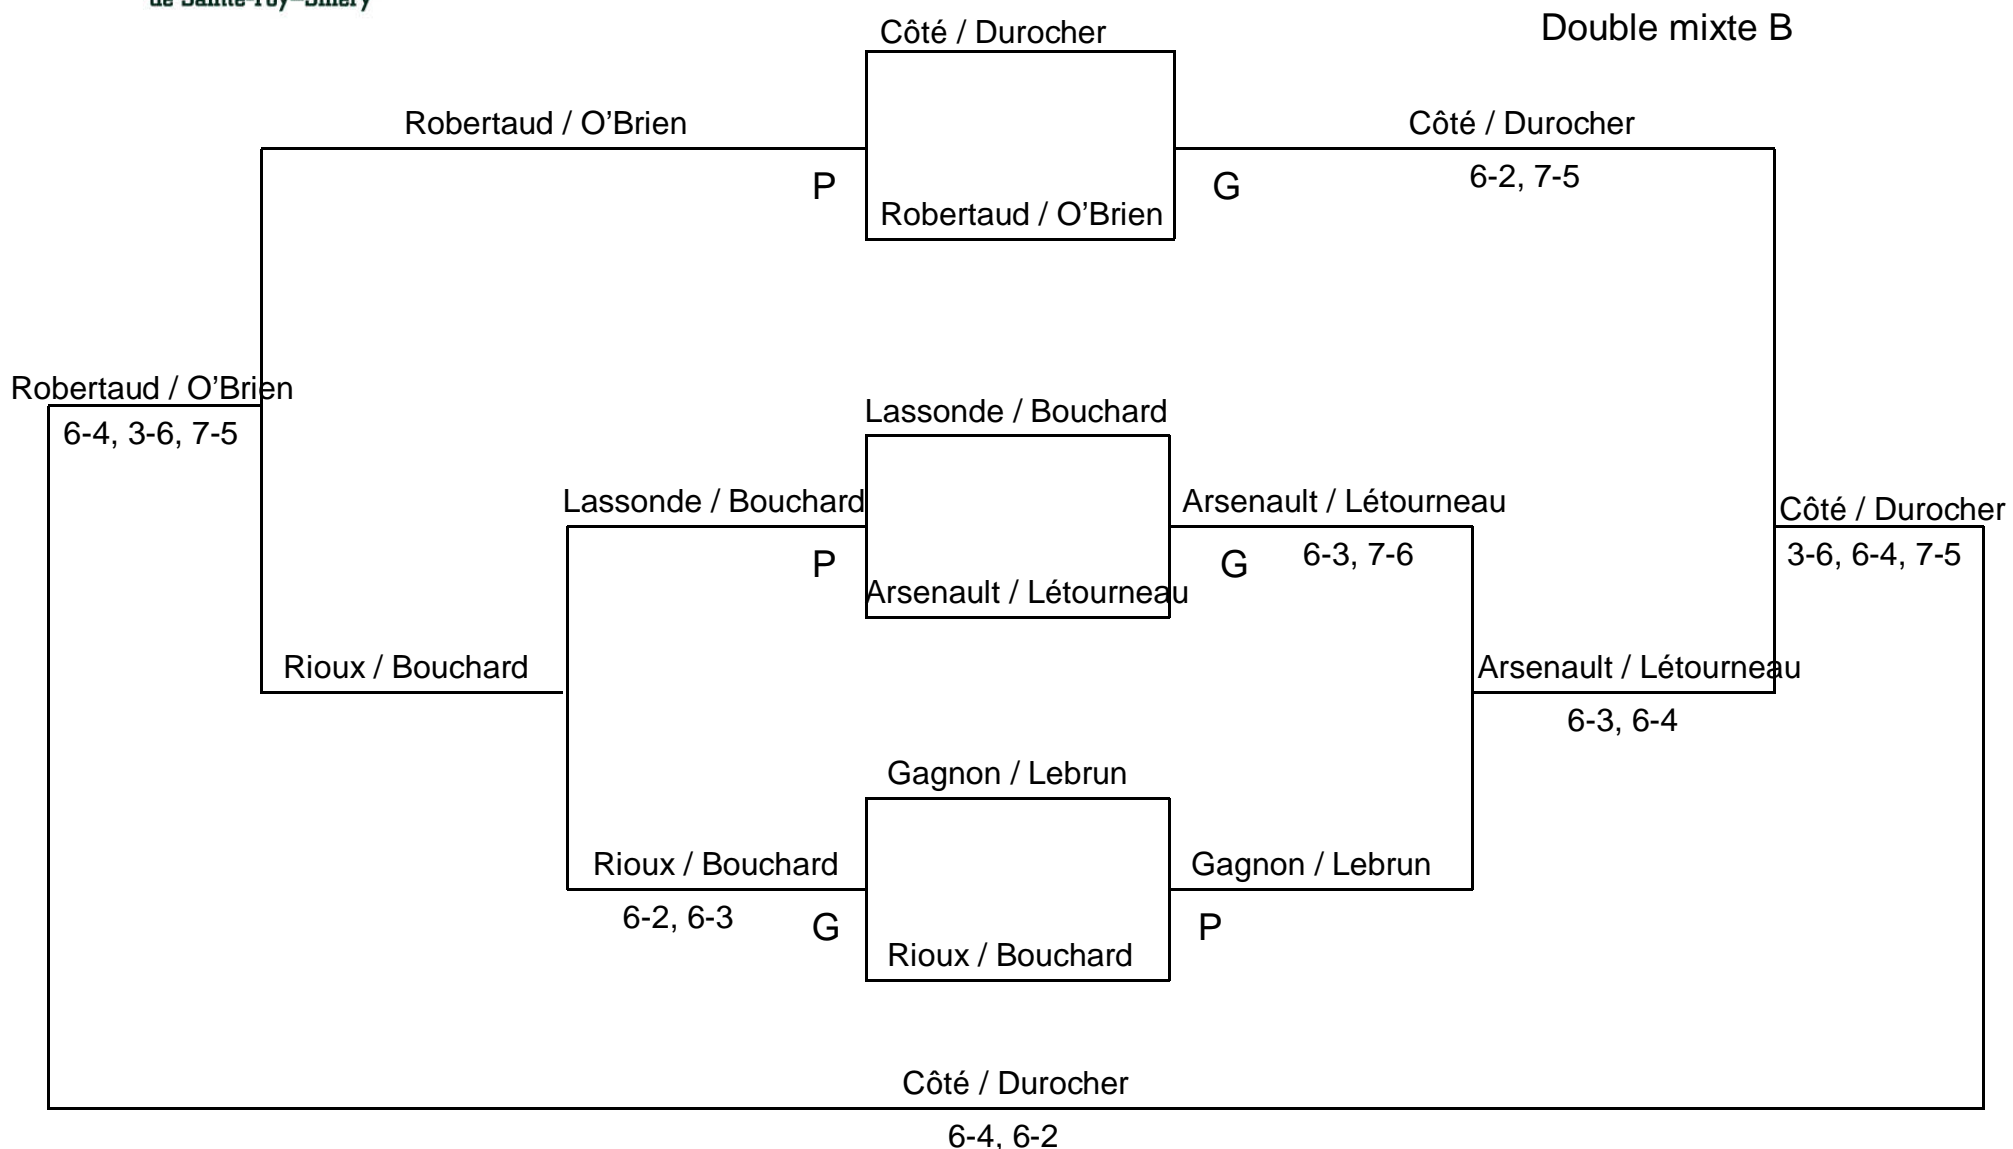 Double mixte B
Côté / Durocher
Robertaud / O’Brien
Côté / Durocher
P
G
6-2, 7-5
Robertaud / O’Brien
Robertaud / O’Brien
6-4, 3-6, 7-5
Lassonde / Bouchard
Lassonde / Bouchard
Arsenault / Létourneau
Côté / Durocher
P
G
6-3, 7-6
3-6, 6-4, 7-5
Arsenault / Létourneau
Rioux / Bouchard
Arsenault / Létourneau
6-3, 6-4
Gagnon / Lebrun
Rioux / Bouchard
Gagnon / Lebrun
6-2, 6-3
G
P
Rioux / Bouchard
Côté / Durocher
6-4, 6-2